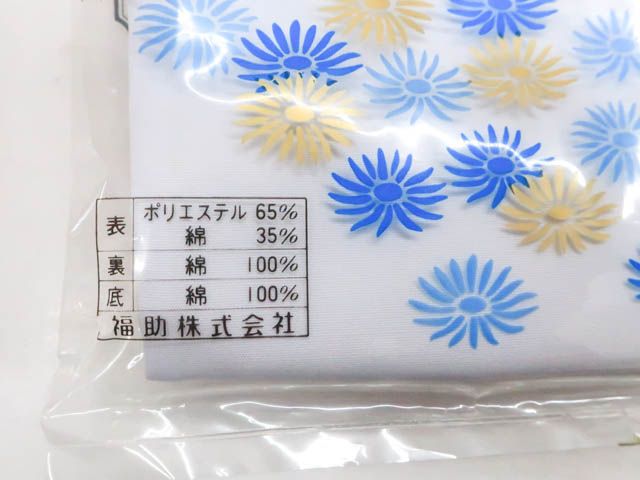 表 ポリエステル 65%
綿 35%
裏 綿 100%
底 綿 100%
福助株式会社